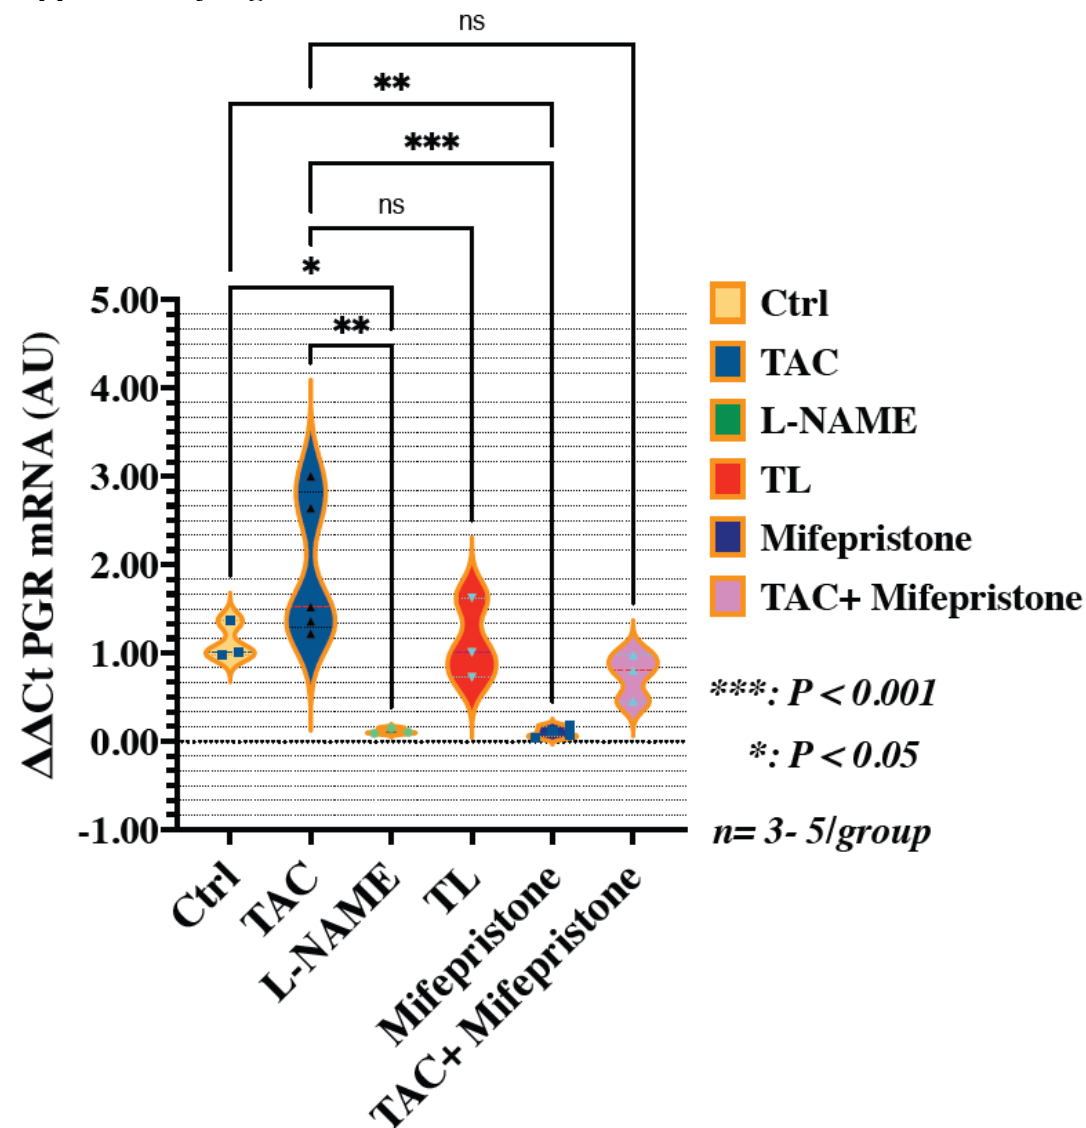 ns
**
***
ns
*
**
ΔΔCt PGR mRNA (AU)
5.00
4.00
3.00
2.00
1.00
0.00
-1.00
Ctrl
TAC
L-NAME
TL
Mifepristone
TAC+ Mifepristone
Ctrl
TAC
L-NAME
TL
Mifepristone
TAC+ Mifepristone
***: P < 0.001
*: P < 0.05
n= 3- 5/group